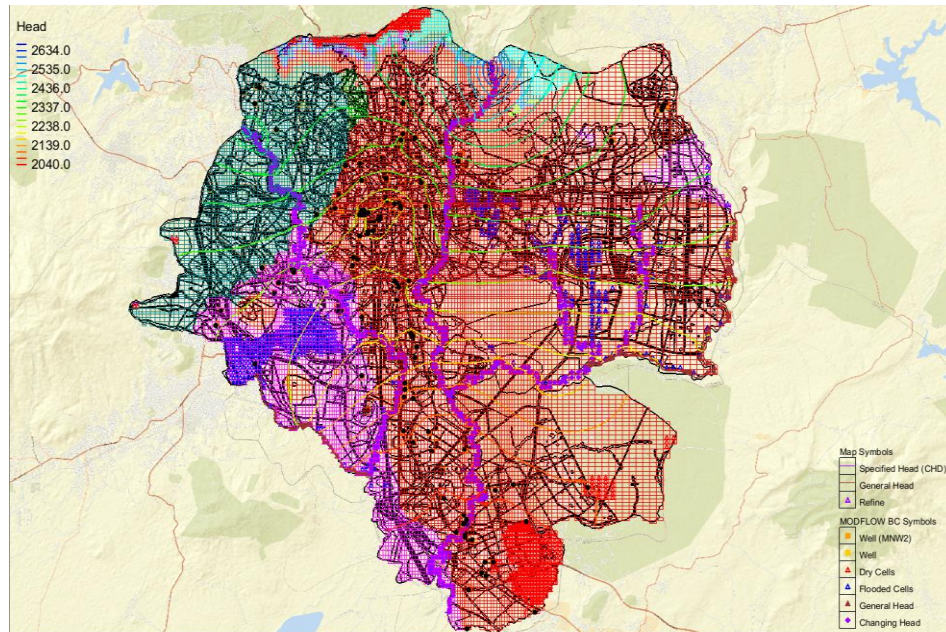 Head
2634.0
2535.0
2436.0
2337.0
2238.0
2139.0
2040.0
Map Symbols
Specified Head (CHD)
General Head
Refine
MODFLOW BC Symbols
Well (MNW2)
Well
Dry Cells
Flooded Cells
General Head
Changing Head